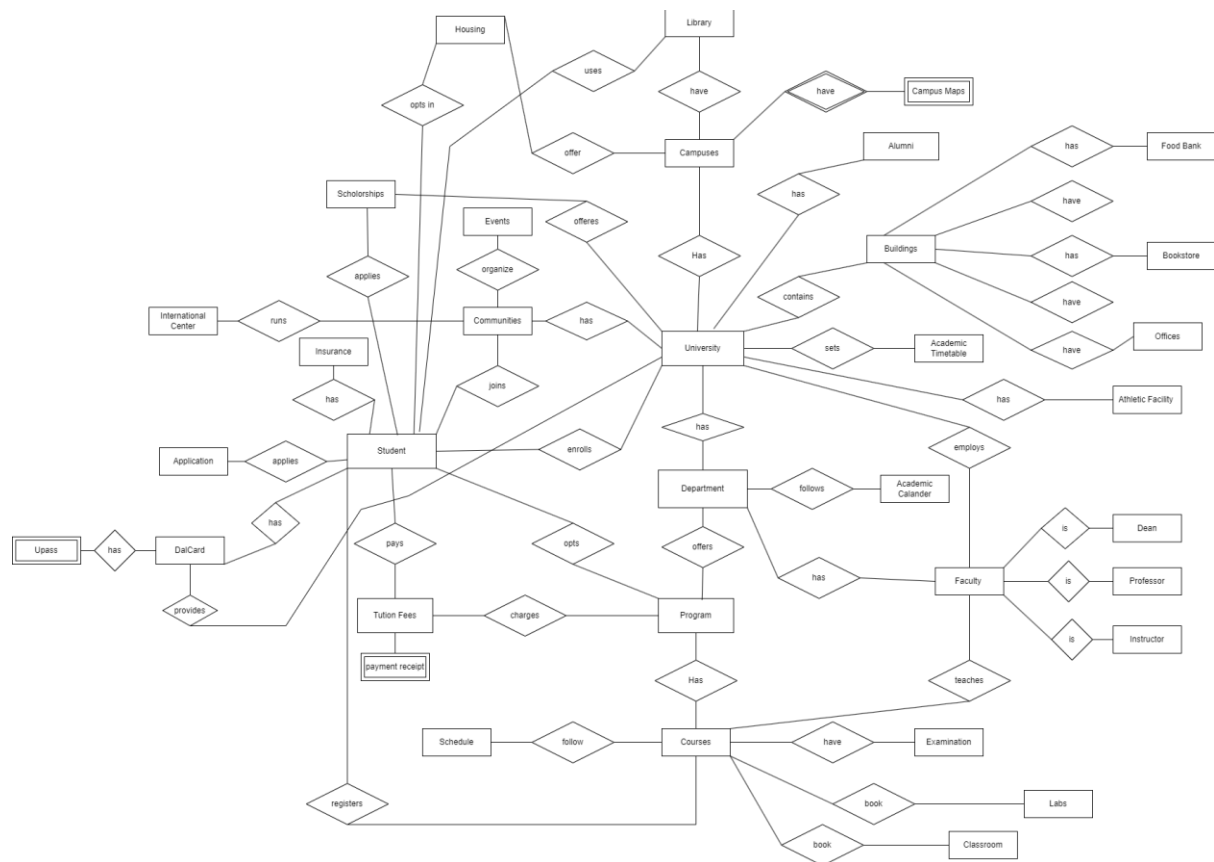 Library
Housing
uses
have
have
Campus Maps
opts in
offer
Campuses
Alumni
has
Food Bank
has
Scholorships
offeres
Events
have
Buildings
Has
organize
applies
has
Bookstore
contains
have
International
Center
runs
Communities
has
University
sets
Academic
Timetable
have
Offices
Insurance
joins
has
has
Athletic Facility
has
employs
Student
enrolls
Application
applies
Department
follows
Academic
Calander
has
is
Dean
Upass
has
DalCard
pays
opts
offers
has
Faculty
is
Professor
provides
Tution Fees
charges
Program
is
Instructor
payment receipt
Has
teaches
Schedule
follow
Courses
have
Examination
registers
book
Labs
book
Classroom